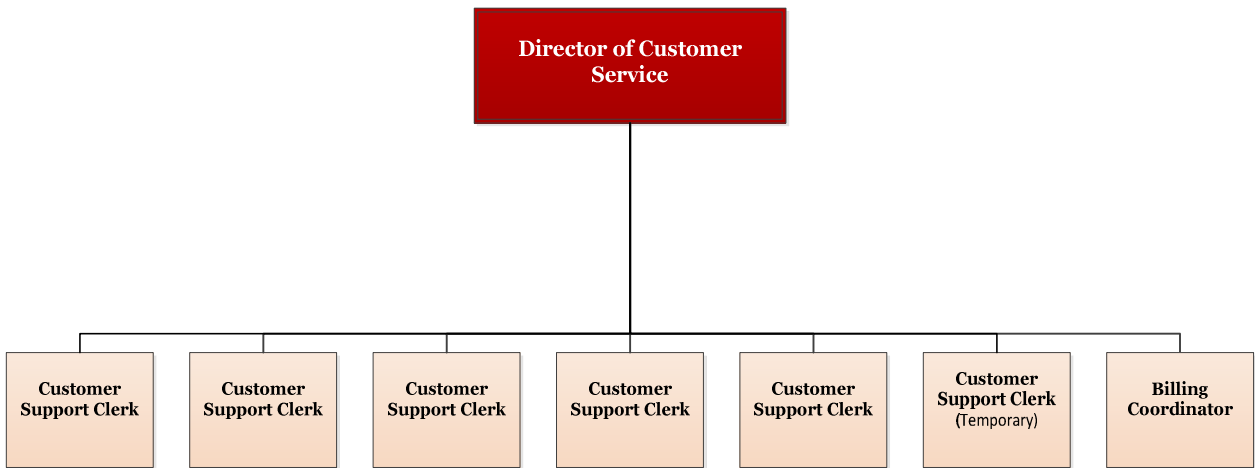 Director of Customer
Service
Customer
Support Clerk
Customer
Support Clerk
Customer
Support Clerk
Customer
Support Clerk
Customer
Support Clerk
Customer
Support Clerk
(Temporary)
Billing
Coordinator